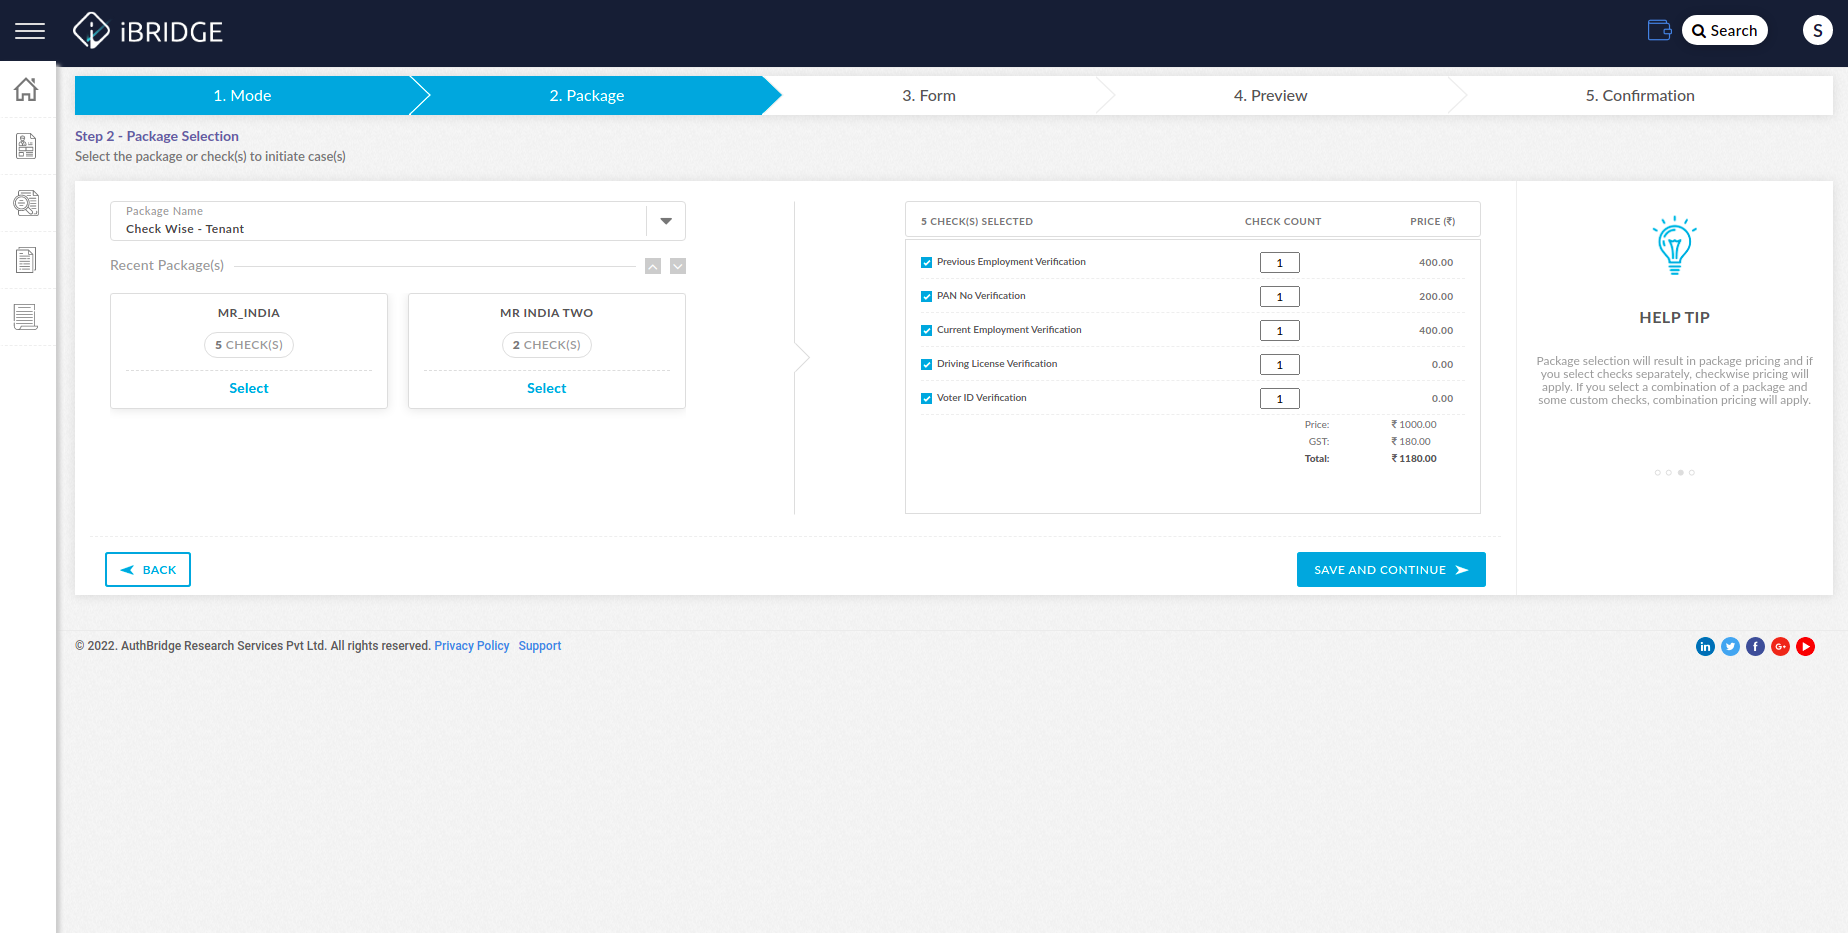 iBRIDGE
Search
S
1. Mode
2. Package
3. Form
4. Preview
5. Confirmation
Step 2 - Package Selection
Select the package or check(s) to initiate case(s)
Package Name
Check Wise - Tenant
Recent Package(s)
MR_INDIA
5 CHECK(S)
Select
MR INDIA TWO
2 CHECK(S)
Select
5 CHECK(S) SELECTED CHECK COUNT PRICE (₹)
Previous Employment Verification 1 400.00
PAN No Verification 1 200.00
Current Employment Verification 1 400.00
Driving License Verification 1 0.00
Voter ID Verification 1 0.00
Price: ₹ 1000.00
GST: ₹ 180.00
Total: ₹ 1180.00
HELP TIP
Package selection will result in package pricing and if
you select checks separately, checkwise pricing will
apply. If you select a combination of a package and
some custom checks, combination pricing will apply.
BACK
SAVE AND CONTINUE
© 2022. AuthBridge Research Services Pvt Ltd. All rights reserved. Privacy Policy Support
in
f
G+